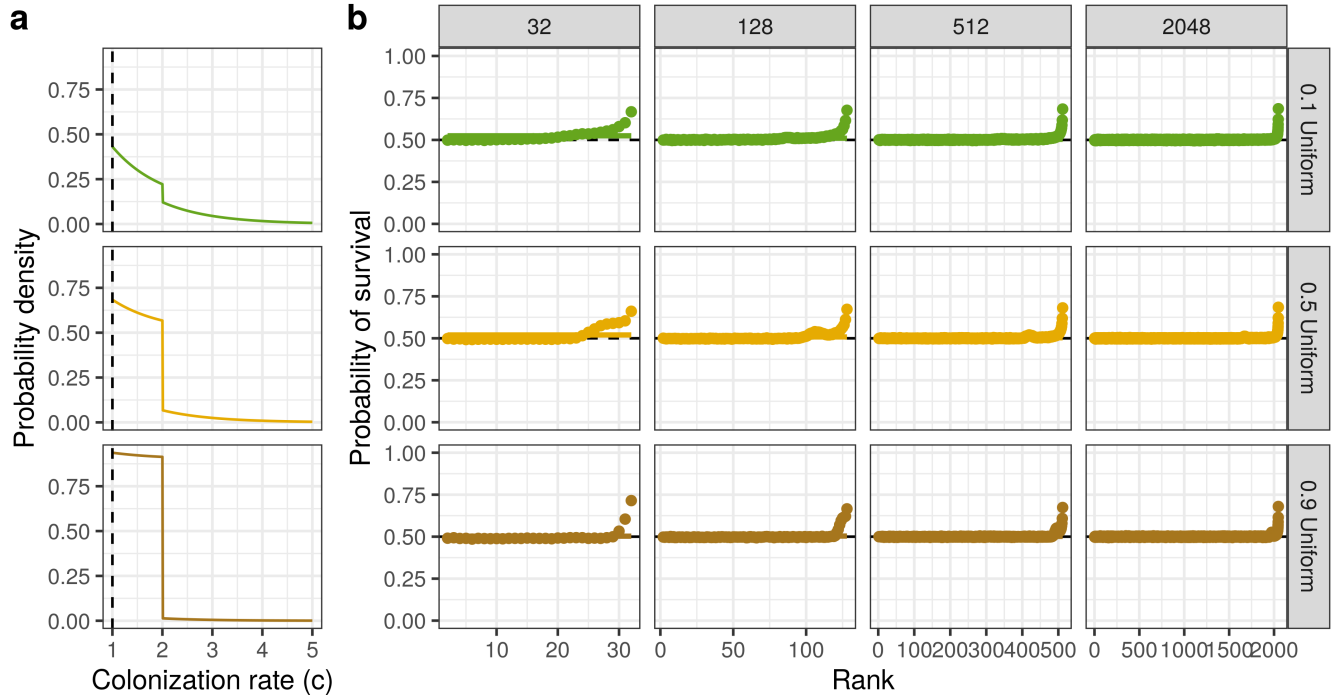 a
b
32
128
512
2048
0.75
0.50
0.25
0.00
1.00
0.75
0.50
0.25
0.00
0.1 Uniform
0.75
0.50
0.25
0.00
1.00
0.75
0.50
0.25
0.00
0.5 Uniform
0.75
0.50
0.25
0.00
1.00
0.75
0.50
0.25
0.00
0.9 Uniform
Probability density
Probability of survival
1 2 3 4 5
10 20 30
0 50 100
0 100 200 300 400 500
0 500 1000 1500 2000
Colonization rate (c)
Rank